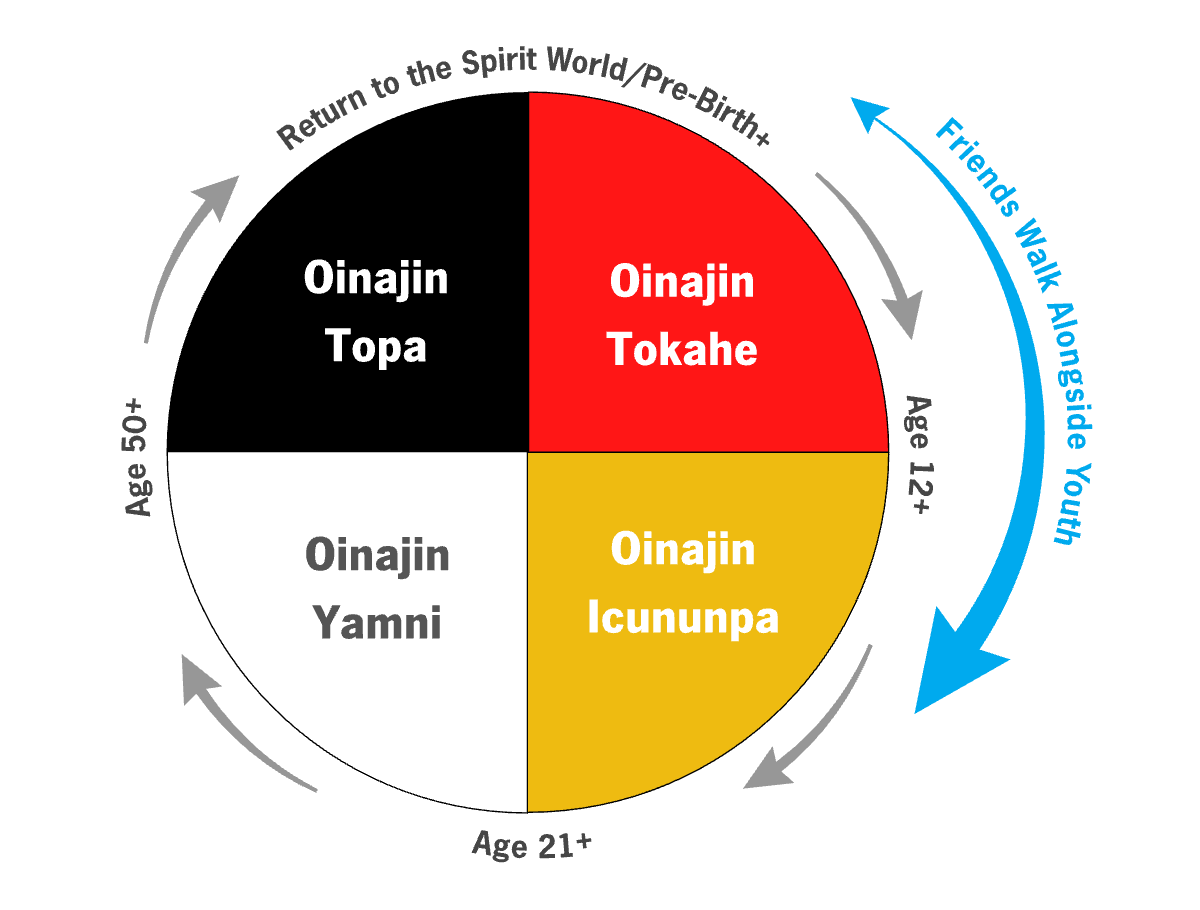 Return to the Spirit World/Pre-Birth+
Friends Walk Alongside Youth
Oinajin
Topa
Oinajin
Tokahe
Age 50+
Age 12+
Oinajin
Yamni
Oinajin
Icununpa
Age 21+